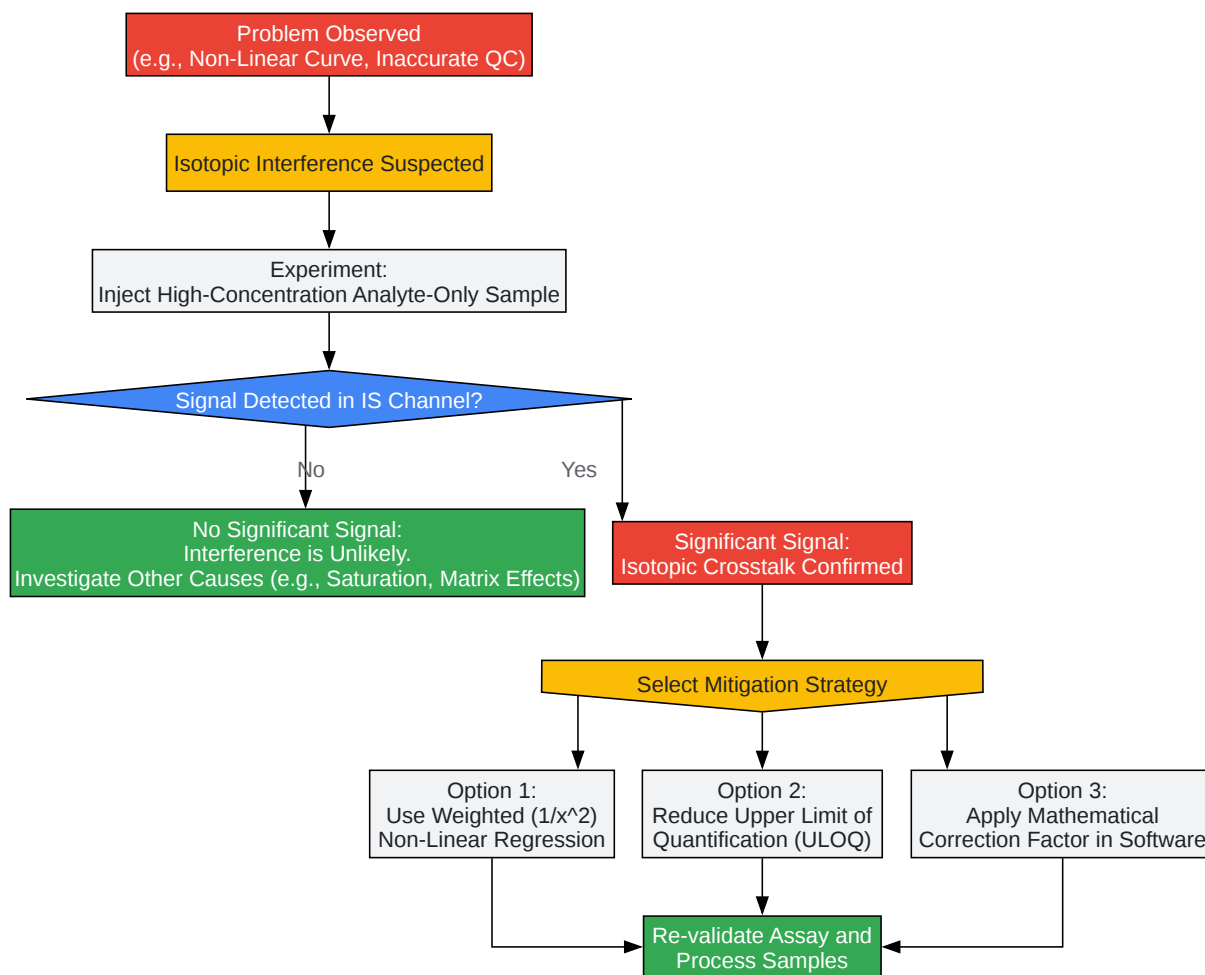 Problem Observed
(e.g., Non-Linear Curve, Inaccurate QC)
Isotopic Interference Suspected
Experiment:
Inject High-Concentration Analyte-Only Sample
Signal Detected in IS Channel?
No
Yes
No Significant Signal:
Interference is Unlikely.
Investigate Other Causes (e.g., Saturation, Matrix Effects)
Significant Signal:
Isotopic Crosstalk Confirmed
Select Mitigation Strategy
Option 1:
Use Weighted (1/x^2)
Non-Linear Regression
Option 2:
Reduce Upper Limit of
Quantification (ULOQ)
Option 3:
Apply Mathematical
Correction Factor in Software
Re-validate Assay and
Process Samples